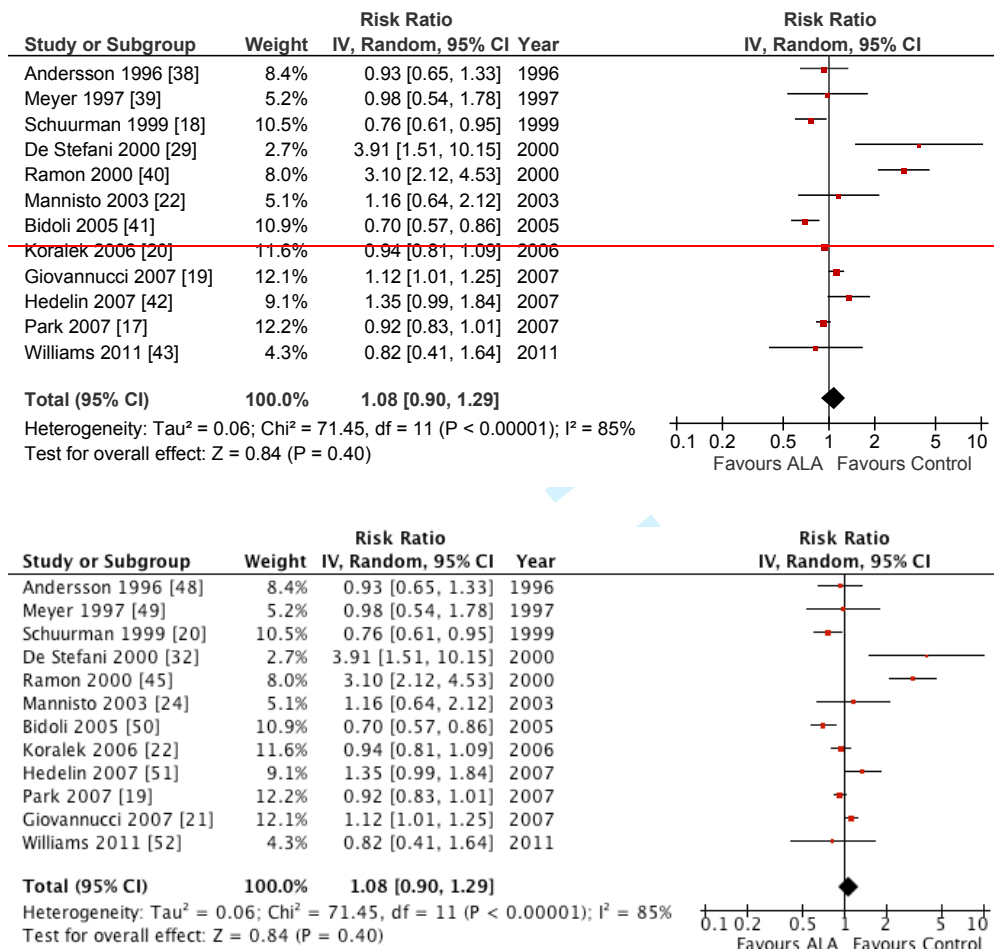 Risk Ratio Risk Ratio
Study or Subgroup Weight IV, Random, 95% CI Year IV, Random, 95% CI
Andersson 1996 [38] 8.4% 0.93 [0.65, 1.33] 1996
Meyer 1997 [39] 5.2% 0.98 [0.54, 1.78] 1997
Schuurman 1999 [18] 10.5% 0.76 [0.61, 0.95] 1999
De Stefani 2000 [29] 2.7% 3.91 [1.51, 10.15] 2000
Ramon 2000 [40] 8.0% 3.10 [2.12, 4.53] 2000
Mannisto 2003 [22] 5.1% 1.16 [0.64, 2.12] 2003
Bidoli 2005 [41] 10.9% 0.70 [0.57, 0.86] 2005
Koralek 2006 [20] 11.6% 0.94 [0.81, 1.09] 2006
Giovannucci 2007 [19] 12.1% 1.12 [1.01, 1.25] 2007
Hedelin 2007 [42] 9.1% 1.35 [0.99, 1.84] 2007
Park 2007 [17] 12.2% 0.92 [0.83, 1.01] 2007
Williams 2011 [43] 4.3% 0.82 [0.41, 1.64] 2011
Total (95% CI) 100.0% 1.08 [0.90, 1.29]
Heterogeneity: Tau² = 0.06; Chi² = 71.45, df = 11 (P < 0.00001); I² = 85%
Test for overall effect: Z = 0.84 (P = 0.40)
0.1 0.2 0.5 1 2 5 10
Favours ALA Favours Control
Risk Ratio Risk Ratio
Study or Subgroup Weight IV, Random, 95% CI Year IV, Random, 95% CI
Andersson 1996 [48] 8.4% 0.93 [0.65, 1.33] 1996
Meyer 1997 [49] 5.2% 0.98 [0.54, 1.78] 1997
Schuurman 1999 [20] 10.5% 0.76 [0.61, 0.95] 1999
De Stefani 2000 [32] 2.7% 3.91 [1.51, 10.15] 2000
Ramon 2000 [45] 8.0% 3.10 [2.12, 4.53] 2000
Mannisto 2003 [24] 5.1% 1.16 [0.64, 2.12] 2003
Bidoli 2005 [50] 10.9% 0.70 [0.57, 0.86] 2005
Koralek 2006 [22] 11.6% 0.94 [0.81, 1.09] 2006
Hedelin 2007 [51] 9.1% 1.35 [0.99, 1.84] 2007
Park 2007 [19] 12.2% 0.92 [0.83, 1.01] 2007
Giovannucci 2007 [21] 12.1% 1.12 [1.01, 1.25] 2007
Williams 2011 [52] 4.3% 0.82 [0.41, 1.64] 2011
Total (95% CI) 100.0% 1.08 [0.90, 1.29]
Heterogeneity: Tau² = 0.06; Chi² = 71.45, df = 11 (P < 0.00001); I² = 85%
Test for overall effect: Z = 0.84 (P = 0.40)
0.1 0.2 0.5 1 2 5 10
Favours ALA Favours Control